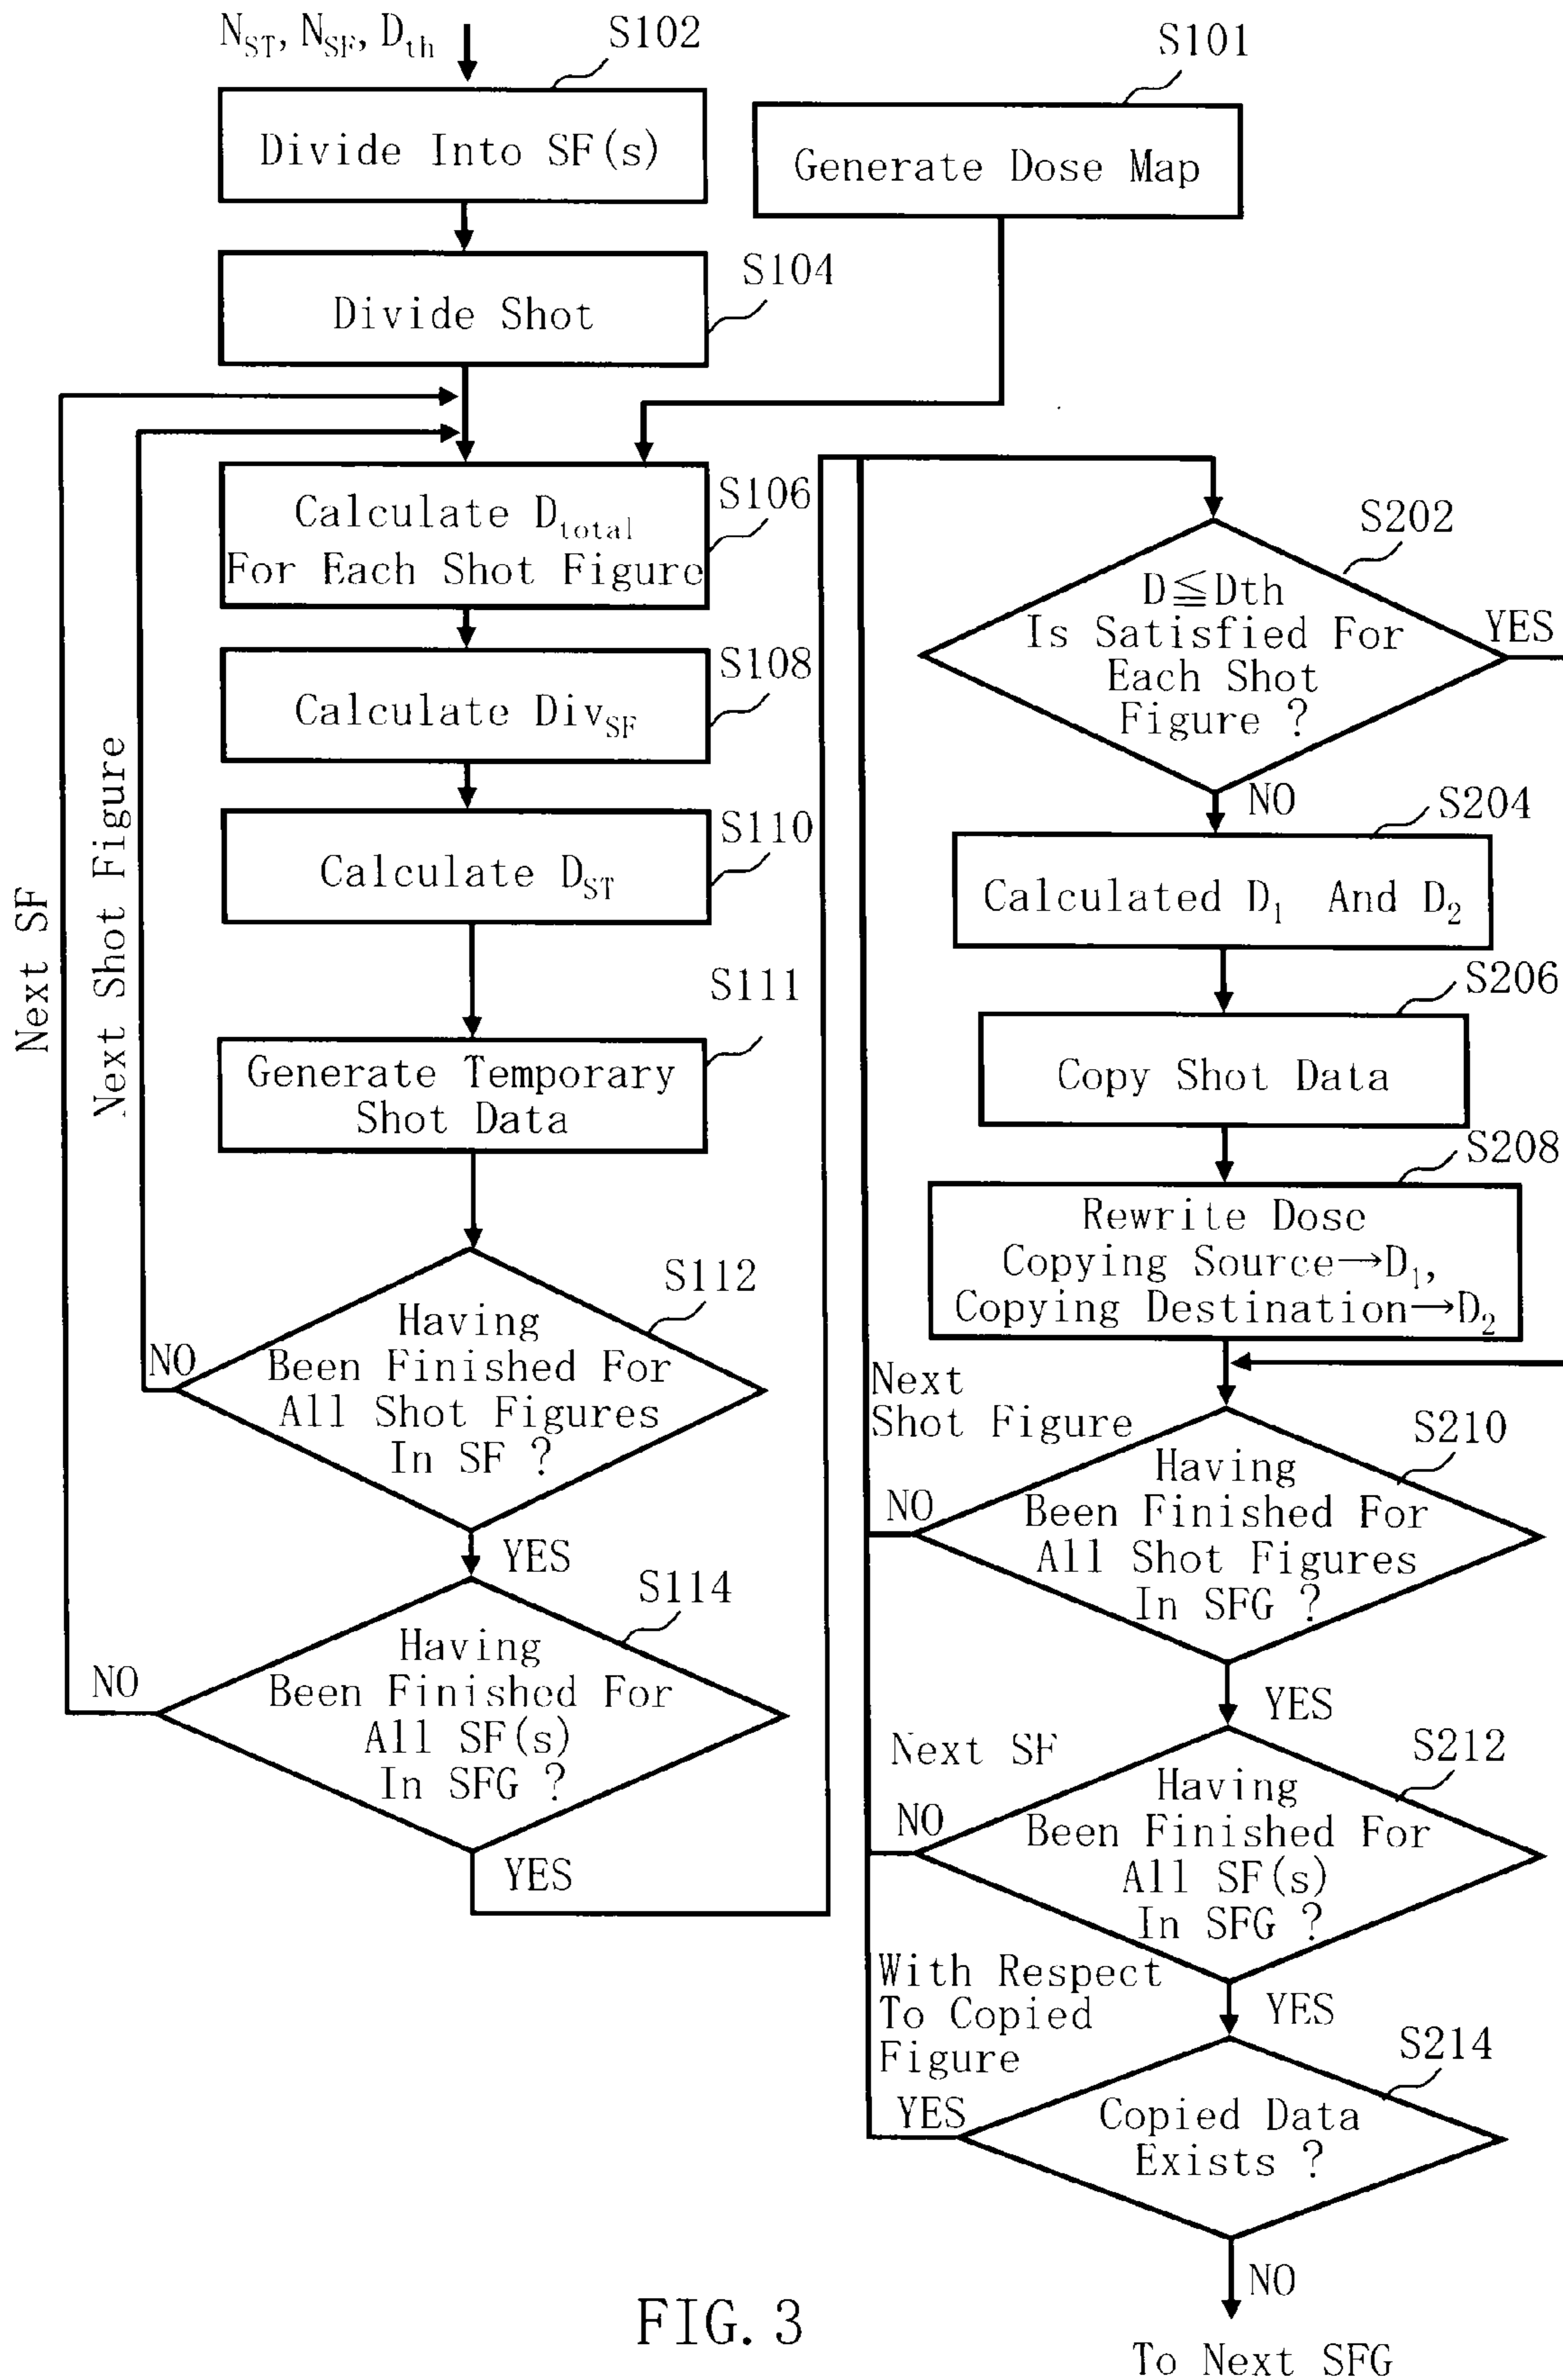 N_ST, N_SF, D_th
S102
Divide Into SF(s)
S101
Generate Dose Map
S104
Divide Shot
S106
Calculate D_total
For Each Shot Figure
S108
Calculate Div_SF
S110
Calculate D_ST
S111
Generate Temporary
Shot Data
S112
Having
Been Finished For
All Shot Figures
In SF ?
NO
YES
Next Shot Figure
Next SF
S114
Having
Been Finished For
All SF(s)
In SFG ?
NO
YES
S202
D≦Dth
Is Satisfied For
Each Shot
Figure ?
YES
NO
S204
Calculated D_1 And D_2
S206
Copy Shot Data
S208
Rewrite Dose
Copying Source→D_1,
Copying Destination→D_2
Next
Shot Figure
S210
Having
Been Finished For
All Shot Figures
In SFG ?
NO
YES
Next SF
S212
Having
Been Finished For
All SF(s)
In SFG ?
NO
YES
With Respect
To Copied
Figure
S214
Copied Data
Exists ?
YES
NO
To Next SFG
FIG. 3